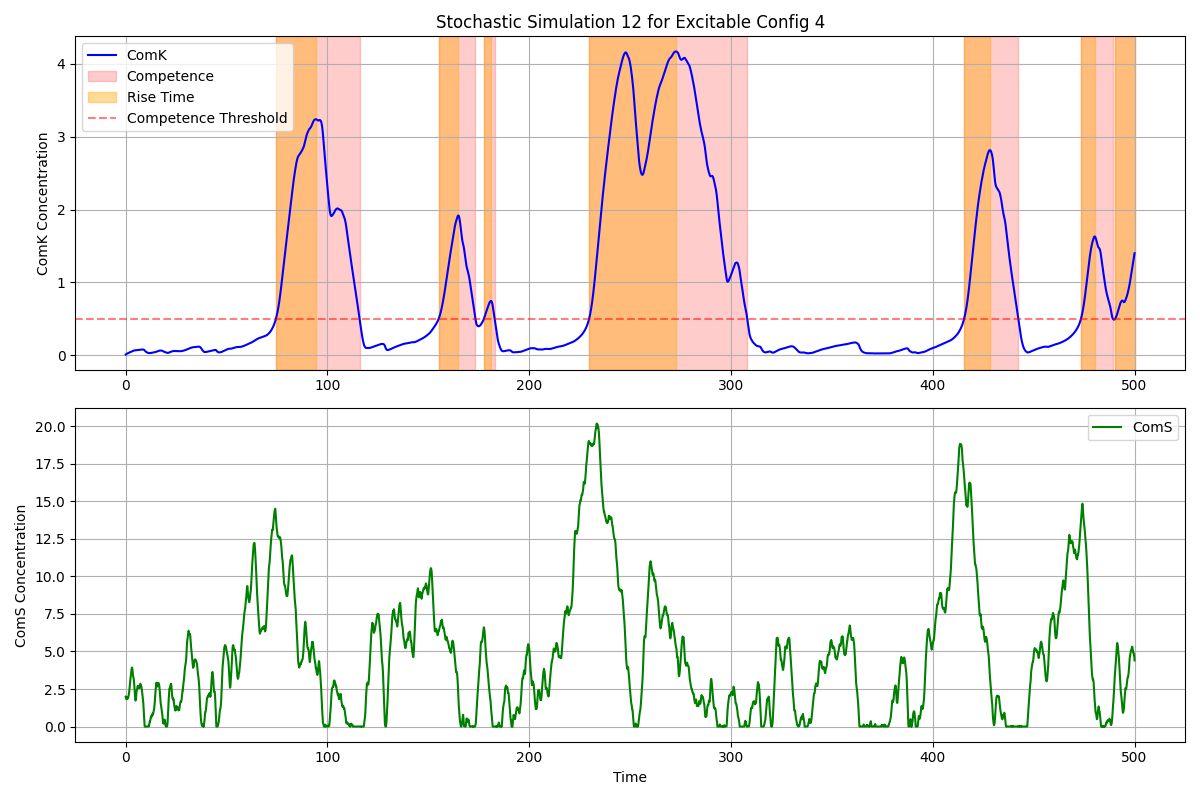 Stochastic Simulation 12 for Excitable Config 4
ComK
Competence
Rise Time
Competence Threshold
ComK Concentration
4
3
2
1
0
0 100 200 300 400 500
ComS
ComS Concentration
20.0
17.5
15.0
12.5
10.0
7.5
5.0
2.5
0.0
0 100 200 300 400 500
Time